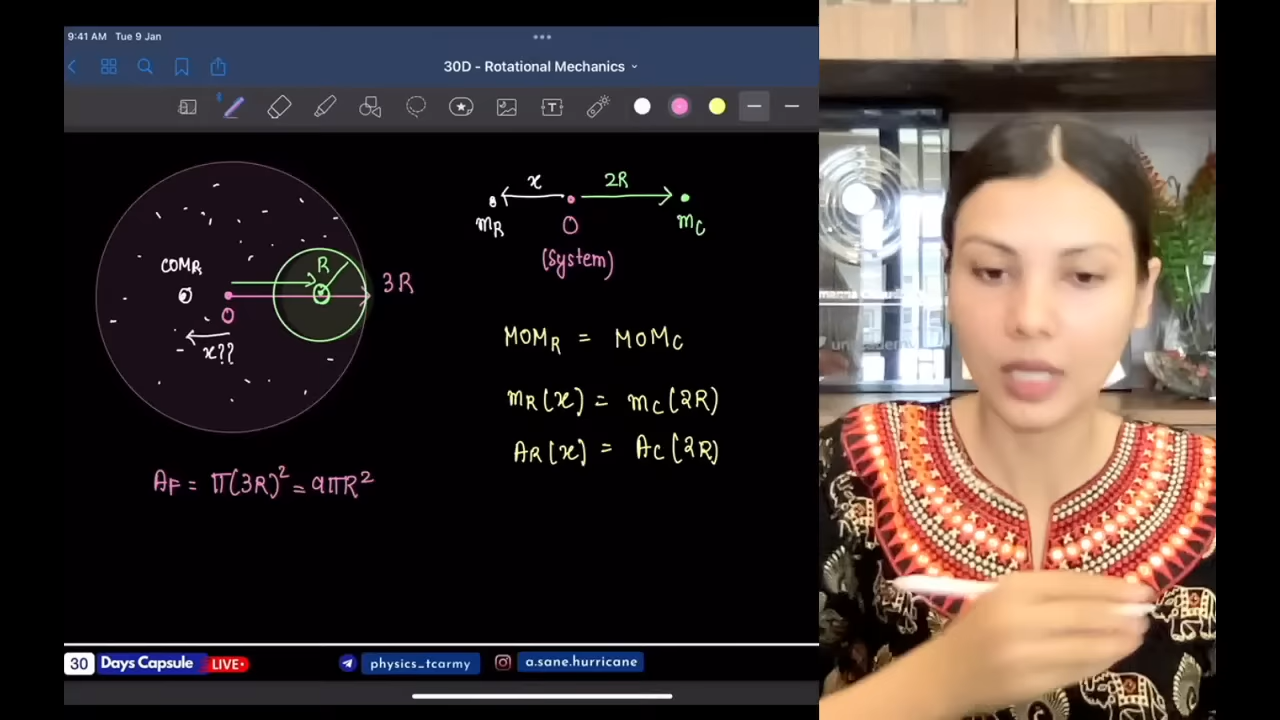 9:41 AM Tue 9 Jan
30D - Rotational Mechanics
x 2R
mR O mC
(System)
COMR
R
3R
O
x??
MOMR = MOMC
mR(x) = mC(2R)
AR(x) = AC(2R)
AF = π(3R)² = 9πR²
30 Days Capsule LIVE
physics_tcarmy
a.sane.hurricane